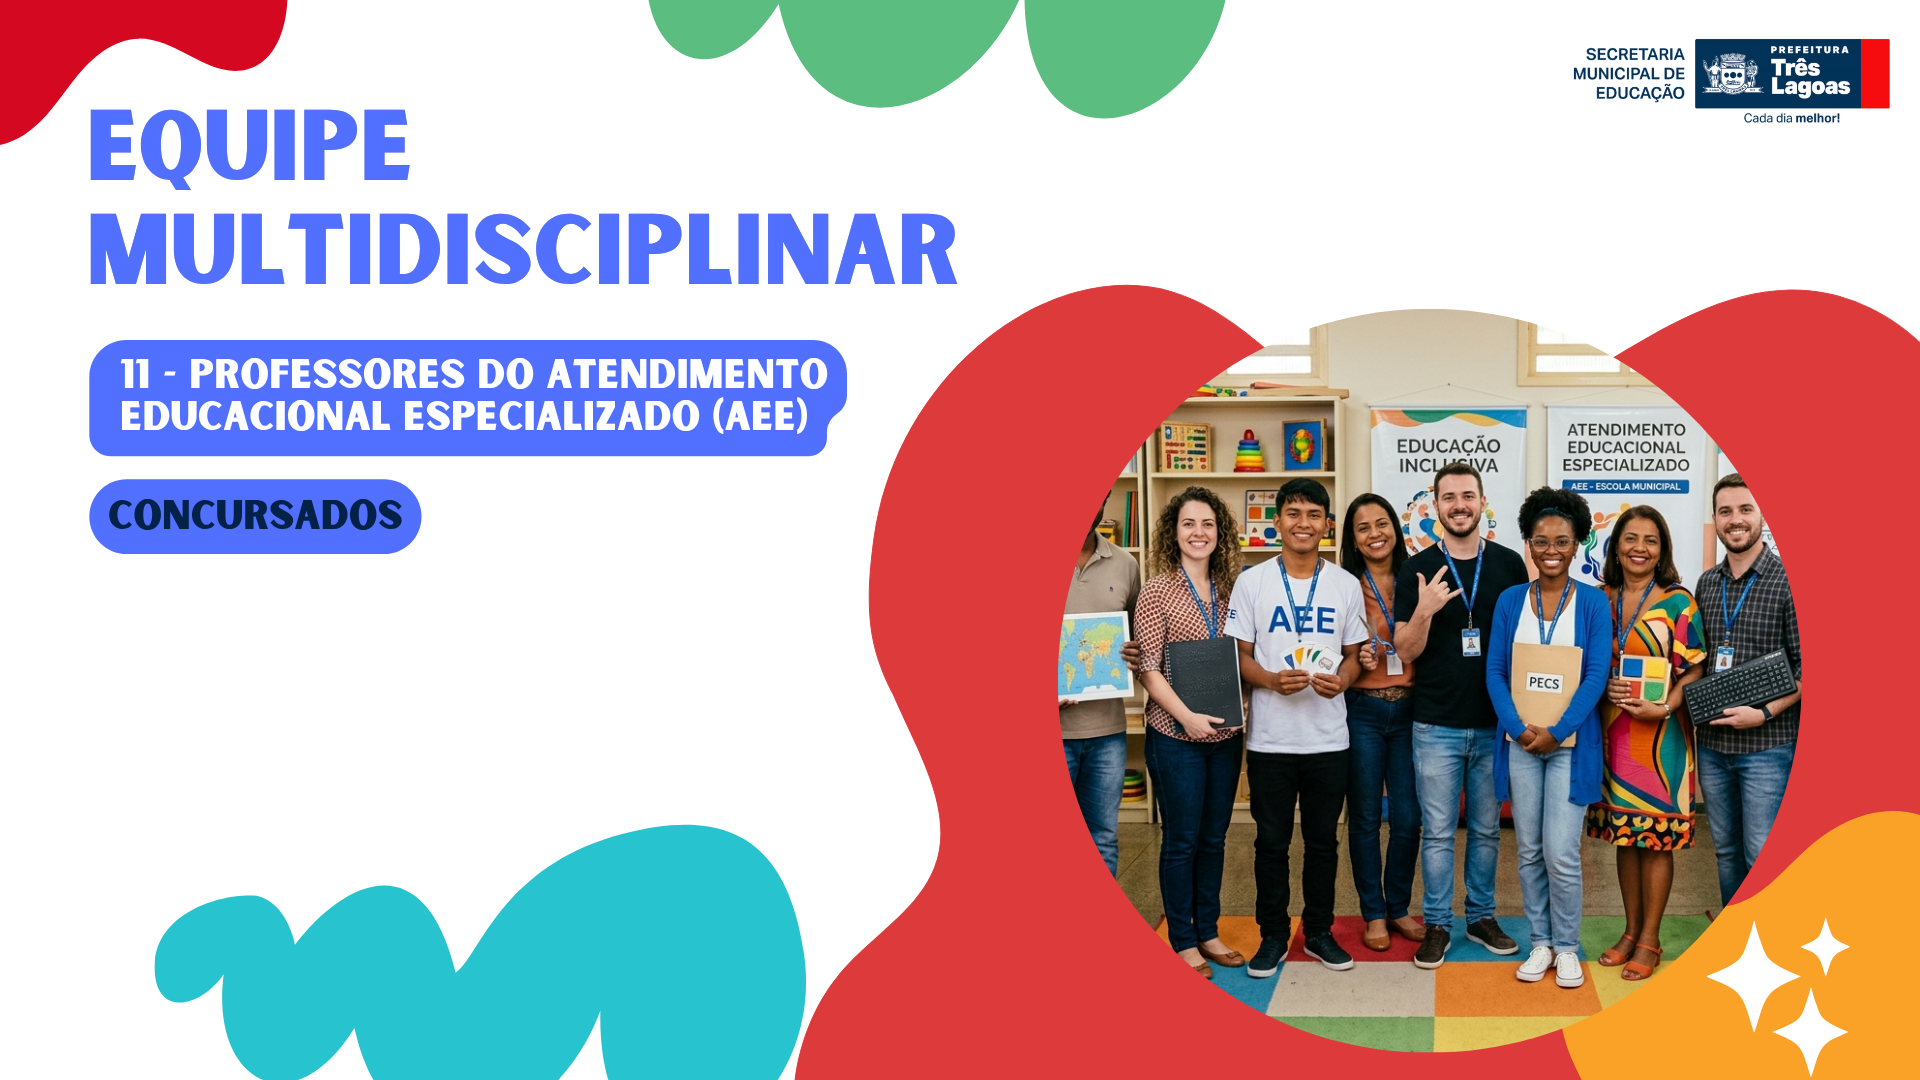 SECRETARIA
MUNICIPAL DE
EDUCAÇÃO
PREFEITURA
Três
Lagoas
Cada dia melhor!
EQUIPE
MULTIDISCIPLINAR
11 - PROFESSORES DO ATENDIMENTO
EDUCACIONAL ESPECIALIZADO (AEE)
CONCURSADOS
EDUCAÇÃO
INCLUSIVA
ATENDIMENTO
EDUCACIONAL
ESPECIALIZADO
AEE - ESCOLA MUNICIPAL
AEE
PECS